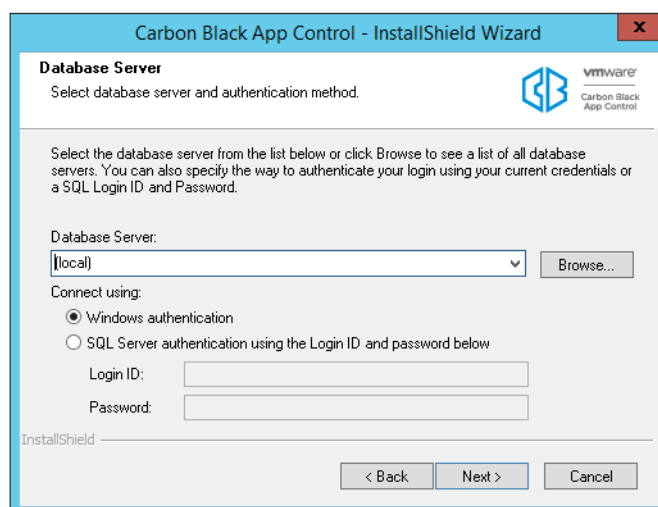 Carbon Black App Control - InstallShield Wizard
x
Database Server
Select database server and authentication method.
vmware
Carbon Black
App Control
Select the database server from the list below or click Browse to see a list of all database
servers. You can also specify the way to authenticate your login using your current credentials or
a SQL Login ID and Password.
Database Server:
(local)
Browse...
Connect using:
Windows authentication
SQL Server authentication using the Login ID and password below
Login ID:
Password:
InstallShield
< Back
Next >
Cancel